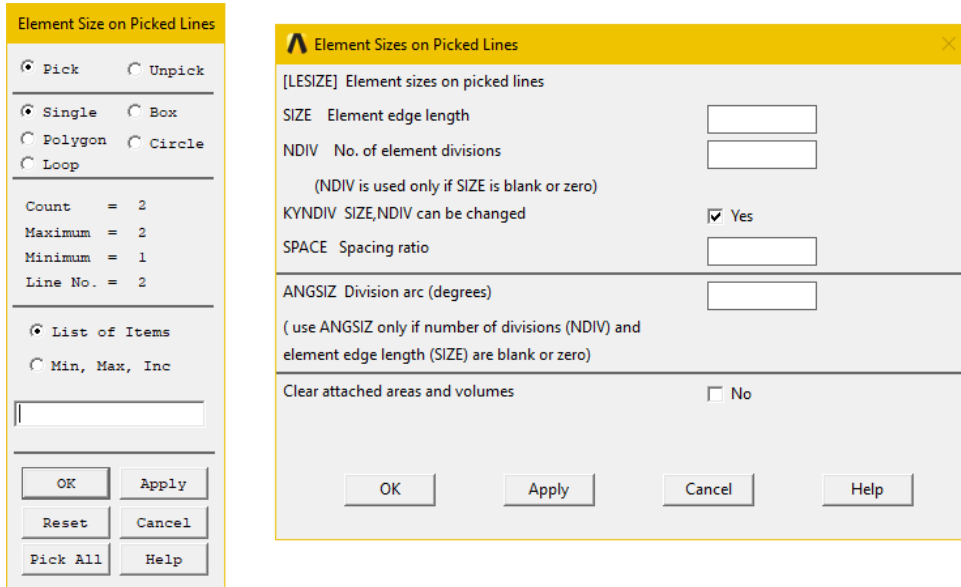 Element Size on Picked Lines
Pick Unpick
Single Box
Polygon Circle
Loop
Count = 2
Maximum = 2
Minimum = 1
Line No. = 2
List of Items
Min, Max, Inc
OK Apply
Reset Cancel
Pick All Help
Element Sizes on Picked Lines
[LESIZE] Element sizes on picked lines
SIZE Element edge length
NDIV No. of element divisions
(NDIV is used only if SIZE is blank or zero)
KYNDIV SIZE,NDIV can be changed Yes
SPACE Spacing ratio
ANGSIZ Division arc (degrees)
( use ANGSIZ only if number of divisions (NDIV) and
element edge length (SIZE) are blank or zero)
Clear attached areas and volumes No
OK Apply Cancel Help